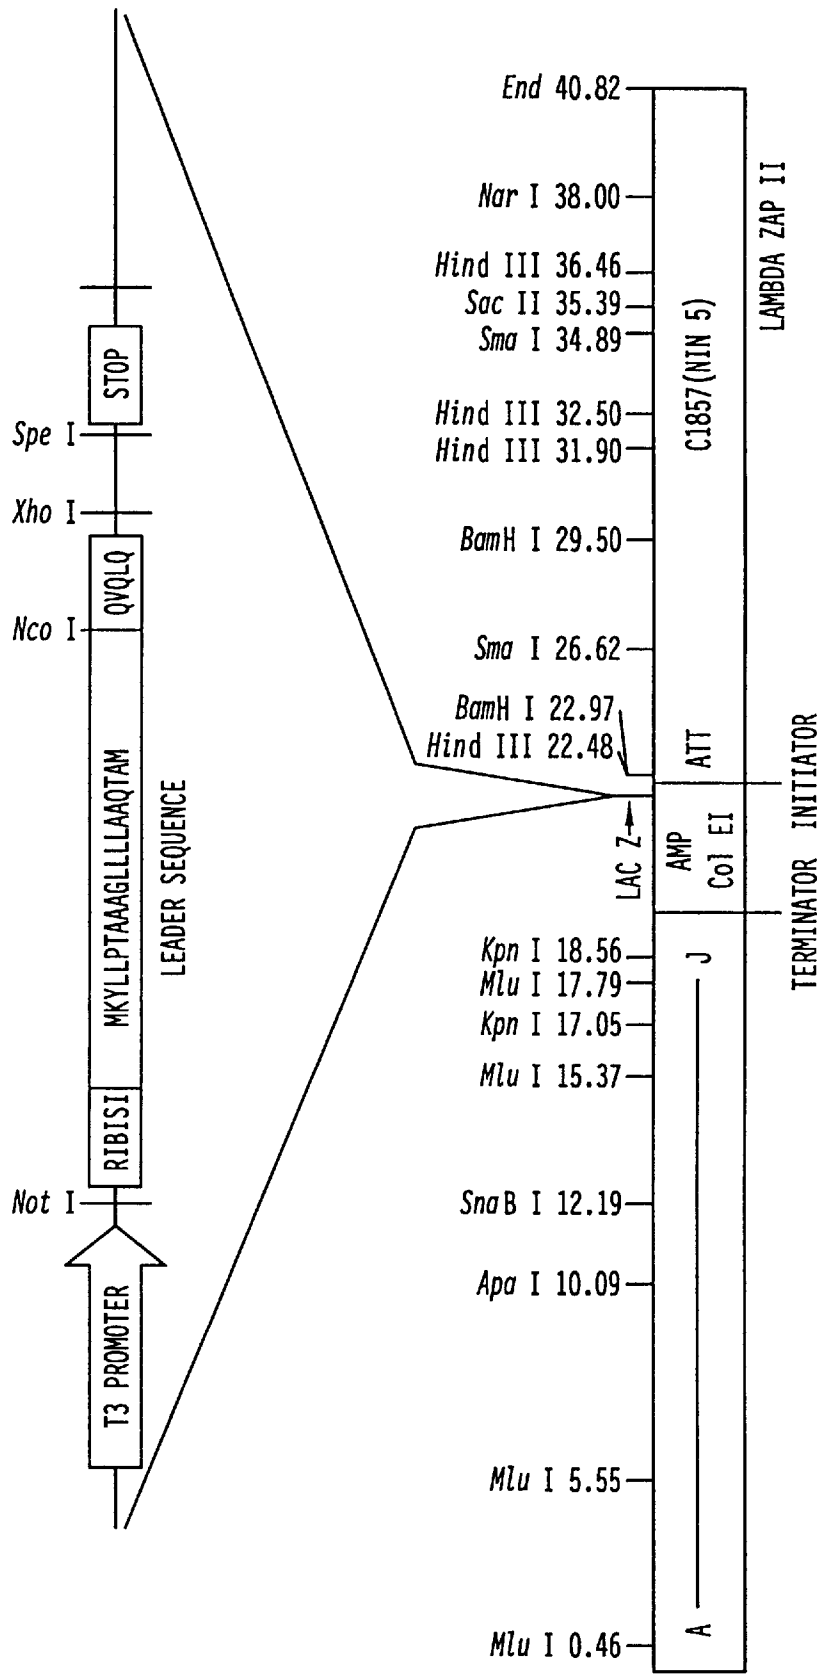 Spe I
Xho I
Nco I
Not I
STOP
QVQLQ
MKYLLPTAAAGLLLLAAQTAM
RIBISI
T3 PROMOTER
LEADER SEQUENCE
End 40.82
Nar I 38.00
Hind III 36.46
Sac II 35.39
Sma I 34.89
Hind III 32.50
Hind III 31.90
BamH I 29.50
Sma I 26.62
BamH I 22.97
Hind III 22.48
LAC Z
Kpn I 18.56
Mlu I 17.79
Kpn I 17.05
Mlu I 15.37
SnaB I 12.19
Apa I 10.09
Mlu I 5.55
Mlu I 0.46
C1857(NIN 5)
ATT
AMP
Col EI
J
A
LAMBDA ZAP II
INITIATOR
TERMINATOR